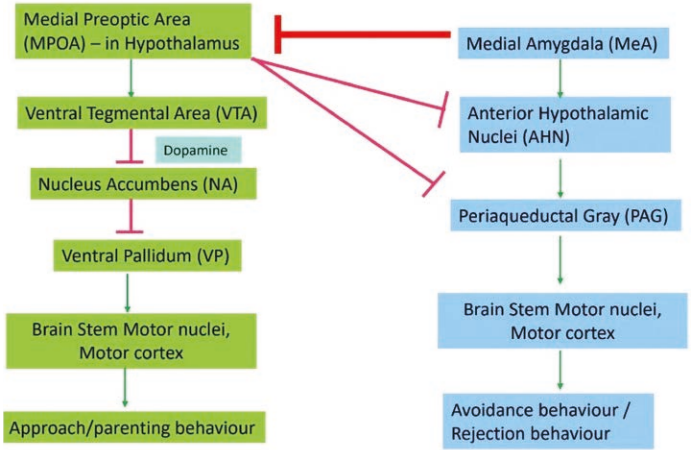 Medial Preoptic Area
(MPOA) – in Hypothalamus
Ventral Tegmental Area (VTA)
Dopamine
Nucleus Accumbens (NA)
Ventral Pallidum (VP)
Brain Stem Motor nuclei,
Motor cortex
Approach/parenting behaviour
Medial Amygdala (MeA)
Anterior Hypothalamic
Nuclei (AHN)
Periaqueductal Gray (PAG)
Brain Stem Motor nuclei,
Motor cortex
Avoidance behaviour /
Rejection behaviour